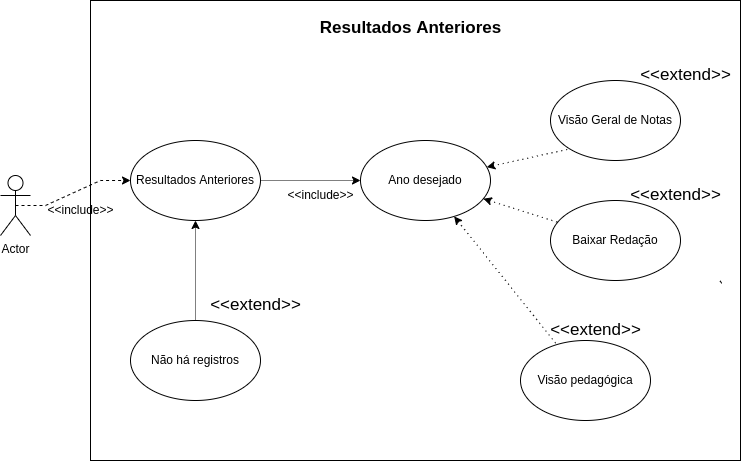 Resultados Anteriores
<<extend>>
Visão Geral de Notas
Resultados Anteriores
<<include>>
Ano desejado
<<extend>>
<<include>>
Baixar Redação
Actor
<<extend>>
Não há registros
<<extend>>
Visão pedagógica